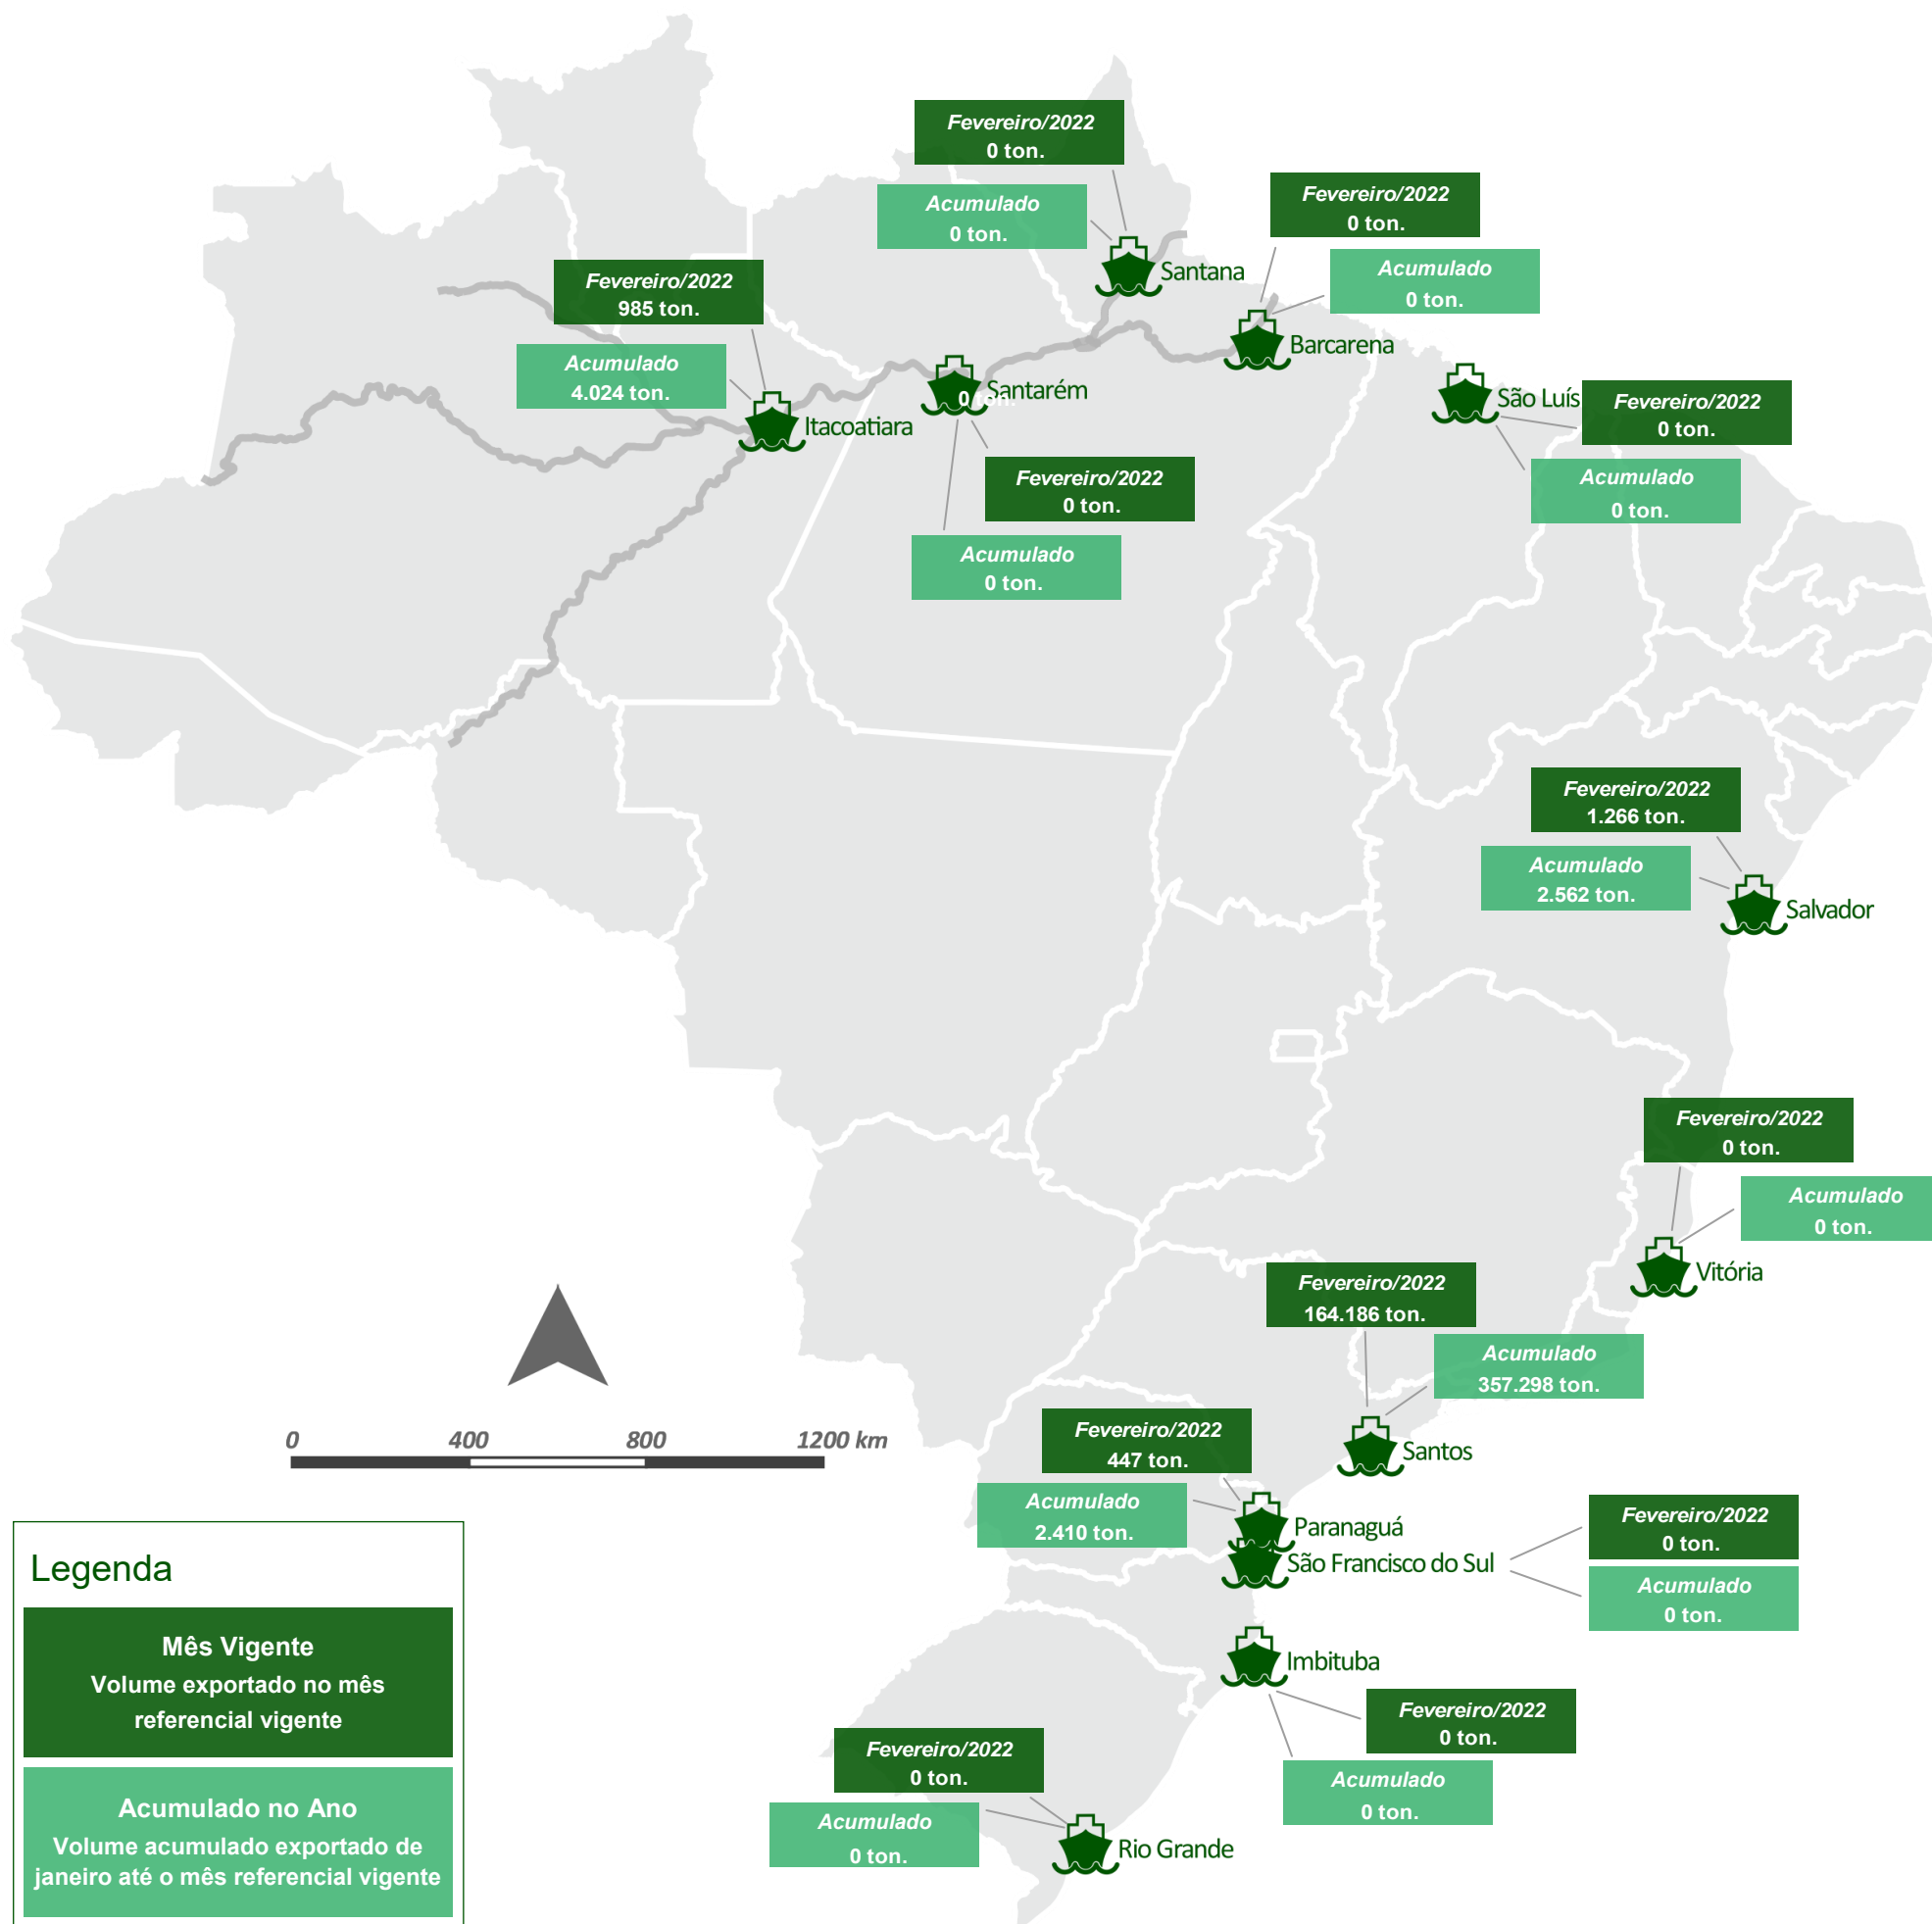 Fevereiro/2022
0 ton.
Acumulado
0 ton.
Santana
Fevereiro/2022
0 ton.
Acumulado
0 ton.
Barcarena
Fevereiro/2022
985 ton.
Acumulado
4.024 ton.
Itacoatiara
Santarém
0 ton.
Fevereiro/2022
0 ton.
Acumulado
0 ton.
São Luís
Fevereiro/2022
0 ton.
Acumulado
0 ton.
Fevereiro/2022
1.266 ton.
Acumulado
2.562 ton.
Salvador
Fevereiro/2022
0 ton.
Acumulado
0 ton.
Vitória
Fevereiro/2022
164.186 ton.
Acumulado
357.298 ton.
Santos
Fevereiro/2022
447 ton.
Acumulado
2.410 ton.
Paranaguá
São Francisco do Sul
Fevereiro/2022
0 ton.
Acumulado
0 ton.
Imbituba
Fevereiro/2022
0 ton.
Acumulado
0 ton.
Fevereiro/2022
0 ton.
Acumulado
0 ton.
Rio Grande
0 400 800 1200 km
Legenda
Mês Vigente
Volume exportado no mês
referencial vigente
Acumulado no Ano
Volume acumulado exportado de
janeiro até o mês referencial vigente